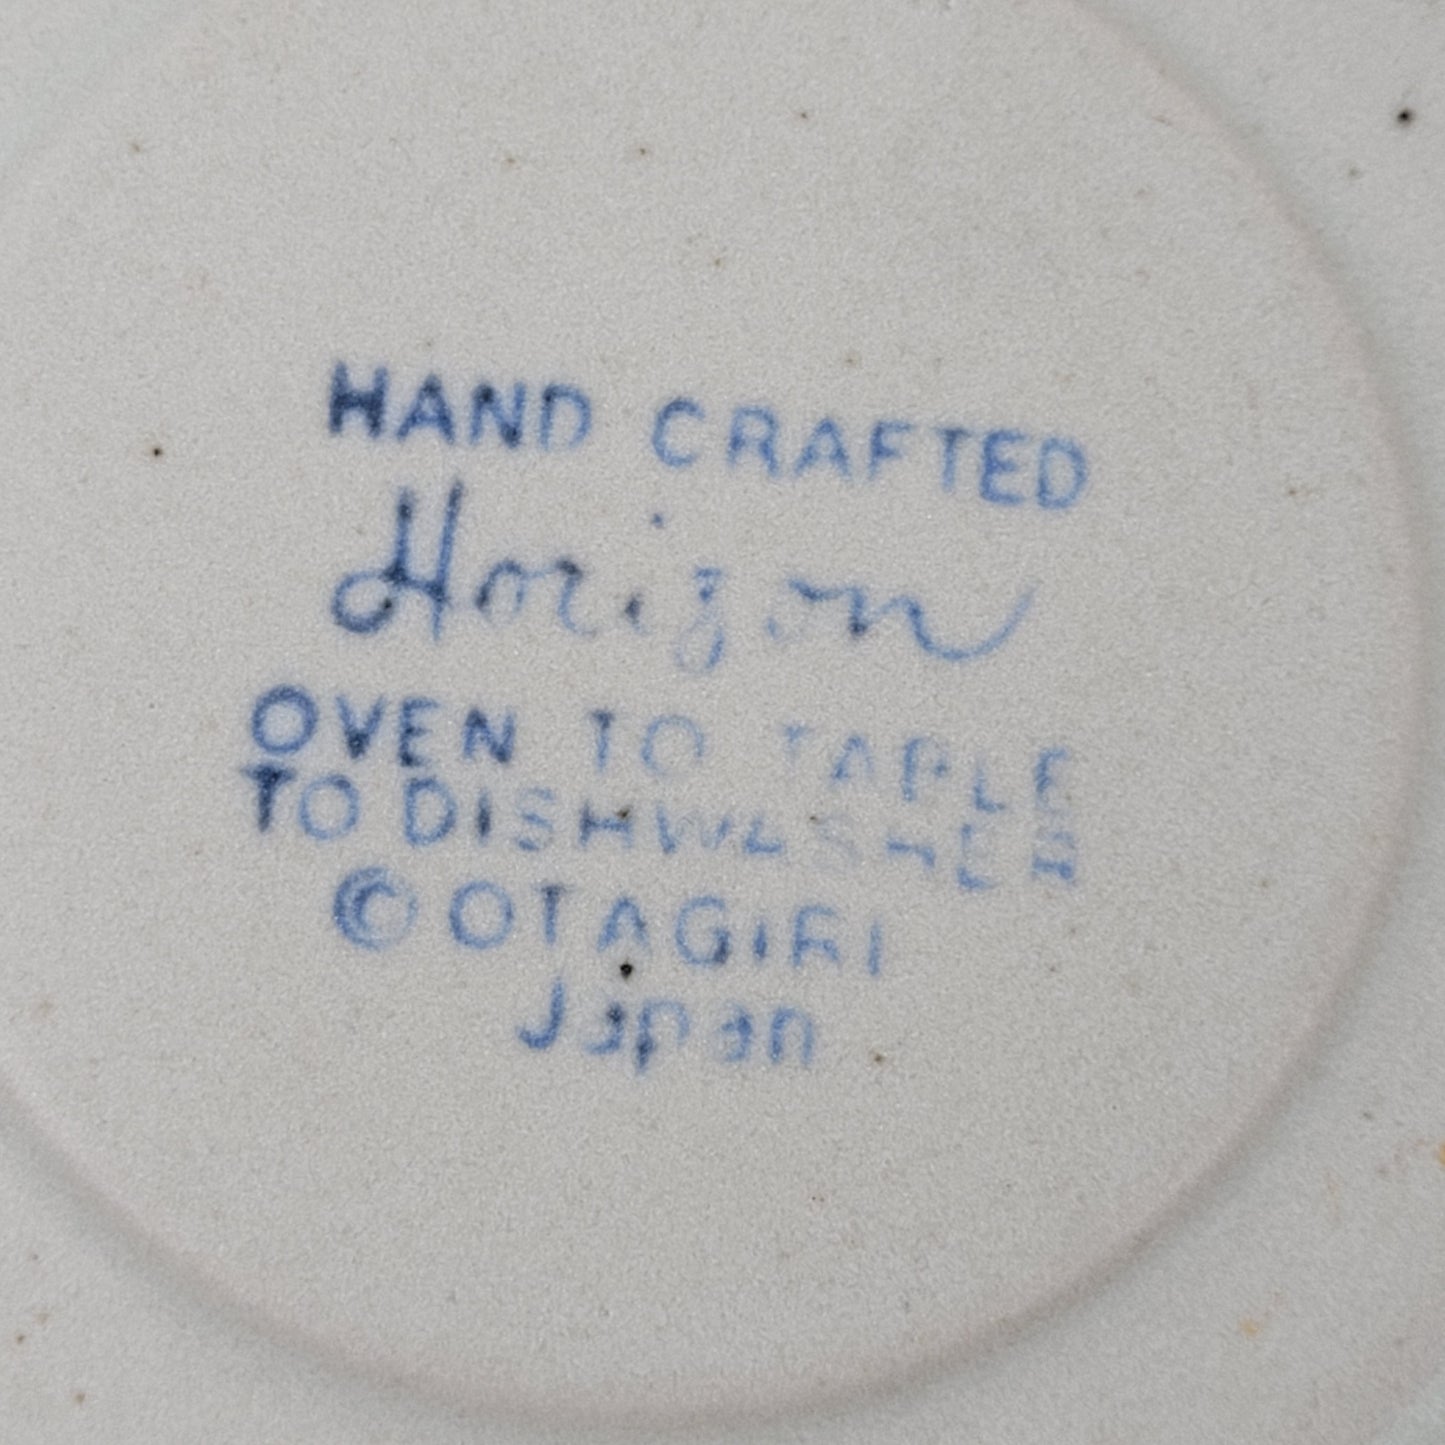 HAND CRAFTED
Horizon
OVEN TO TABLE
TO DISHWASHER
© OTAGIRI
Japan